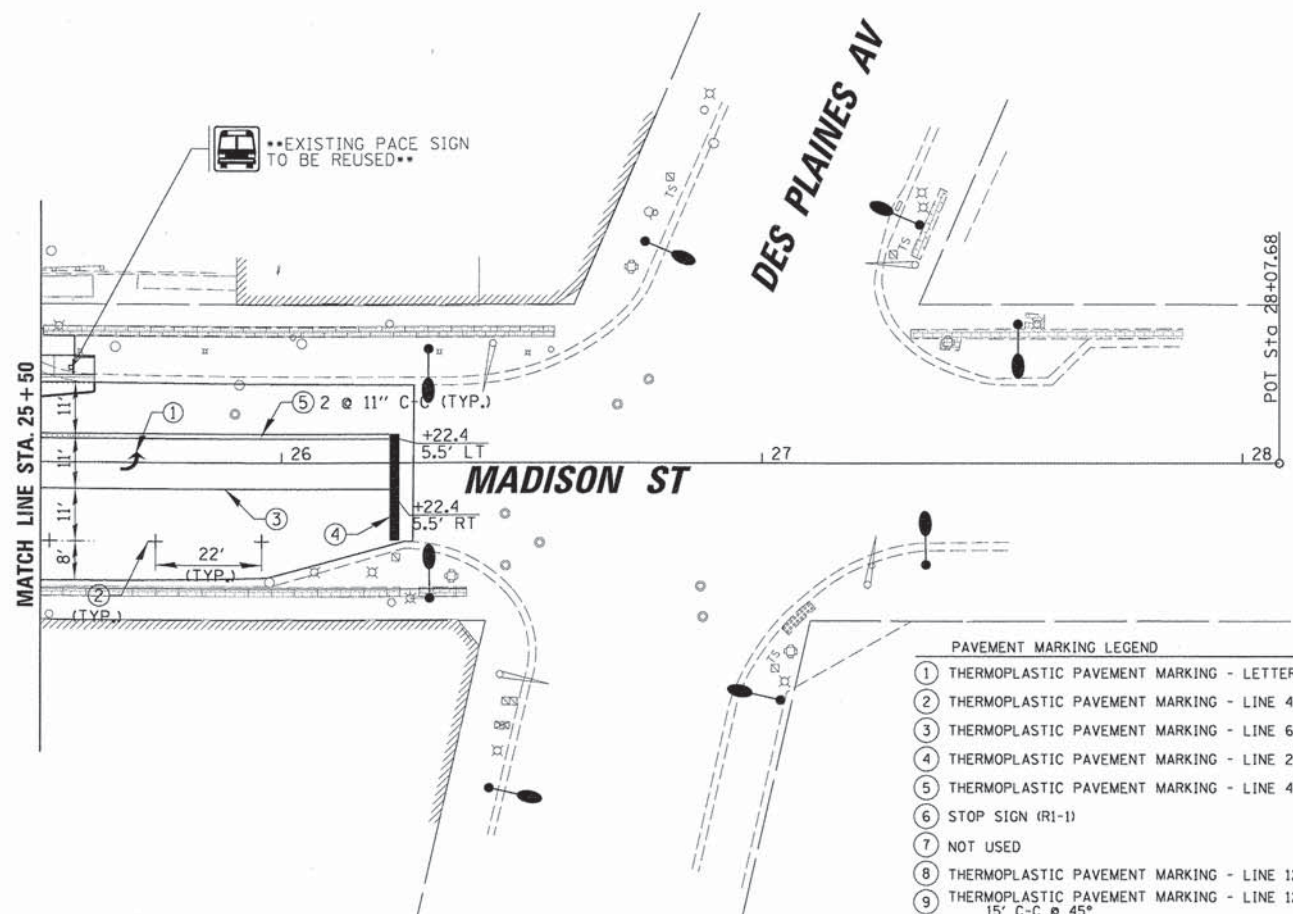 DES PLAINES AV
**EXISTING PACE SIGN
TO BE REUSED**
TS
TS
POT Sta 28+07.68
MATCH LINE STA. 25+50
11'
1
5 2 @ 11" C-C (TYP.)
11'
26
+22.4
5.5' LT
27
28
MADISON ST
11'
3
4
+22.4
5.5' RT
8'
22'
(TYP.)
2
(TYP.)
TS
PAVEMENT MARKING LEGEND
1 THERMOPLASTIC PAVEMENT MARKING - LETTER
2 THERMOPLASTIC PAVEMENT MARKING - LINE 4
3 THERMOPLASTIC PAVEMENT MARKING - LINE 6
4 THERMOPLASTIC PAVEMENT MARKING - LINE 2
5 THERMOPLASTIC PAVEMENT MARKING - LINE 4
6 STOP SIGN (R1-1)
7 NOT USED
8 THERMOPLASTIC PAVEMENT MARKING - LINE 12
9 THERMOPLASTIC PAVEMENT MARKING - LINE 12
15' C-C @ 45°